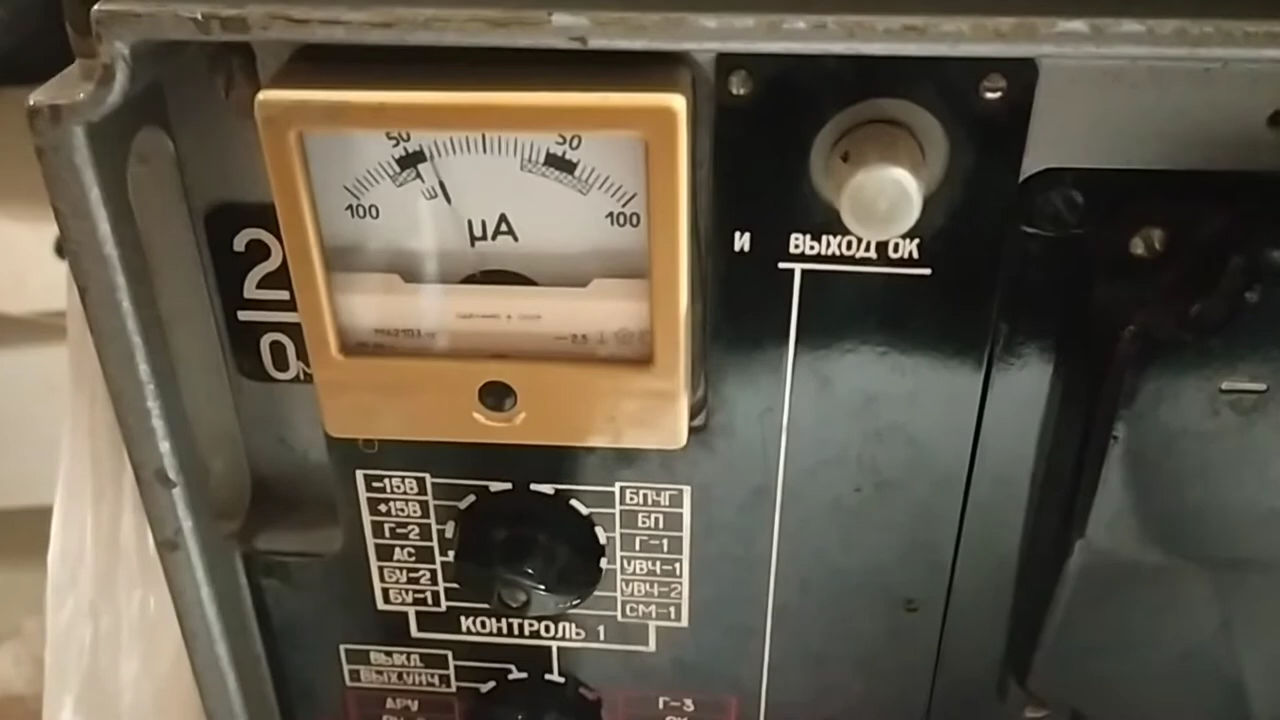 50 50
100 100
µA
2
0
И ВЫХОД ОК
-15В
+15В
Г-2
АС
БУ-2
БУ-1
БПЧГ
БП
Г-1
УВЧ-1
УВЧ-2
СМ-1
КОНТРОЛЬ 1
ВЫКЛ.
ВЫХ.УНЧ.
АРУ
Г-3